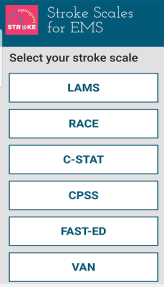 STROKE
Stroke Scales
for EMS
Select your stroke scale
LAMS
RACE
C-STAT
CPSS
FAST-ED
VAN